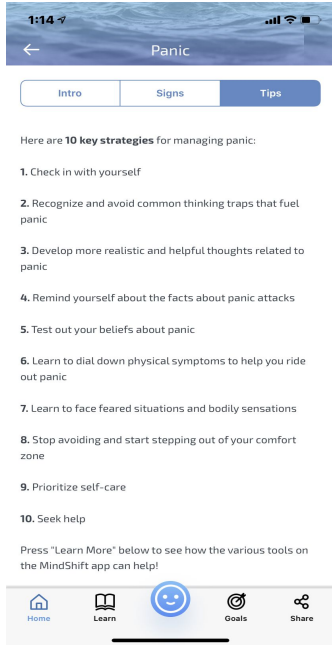 1:14
Panic
Intro Signs Tips
Here are 10 key strategies for managing panic:
1. Check in with yourself
2. Recognize and avoid common thinking traps that fuel
panic
3. Develop more realistic and helpful thoughts related to
panic
4. Remind yourself about the facts about panic attacks
5. Test out your beliefs about panic
6. Learn to dial down physical symptoms to help you ride
out panic
7. Learn to face feared situations and bodily sensations
8. Stop avoiding and start stepping out of your comfort
zone
9. Prioritize self-care
10. Seek help
Press "Learn More" below to see how the various tools on
the MindShift app can help!
Home Learn Goals Share